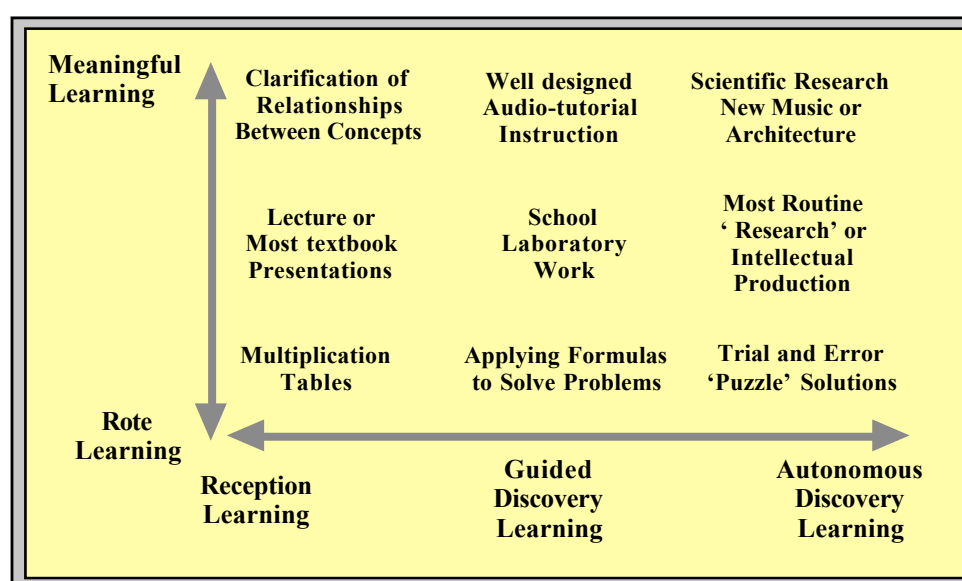 Meaningful
Learning
Clarification of
Relationships
Between Concepts
Well designed
Audio-tutorial
Instruction
Scientific Research
New Music or
Architecture
Lecture or
Most textbook
Presentations
School
Laboratory
Work
Most Routine
‘ Research’ or
Intellectual
Production
Multiplication
Tables
Applying Formulas
to Solve Problems
Trial and Error
‘Puzzle’ Solutions
Rote
Learning
Reception
Learning
Guided
Discovery
Learning
Autonomous
Discovery
Learning